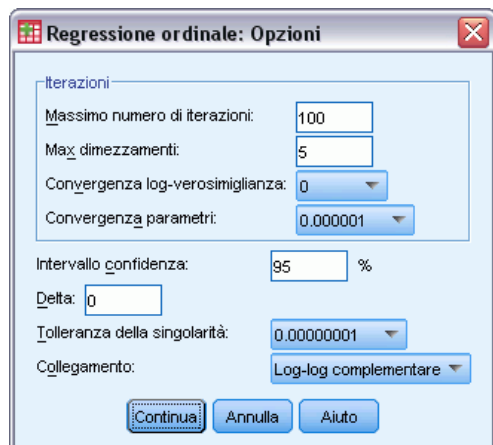 Regressione ordinale: Opzioni
Iterazioni
Massimo numero di iterazioni: 100
Max dimezzamenti: 5
Convergenza log-verosimiglianza: 0
Convergenza parametri: 0.000001
Intervallo confidenza: 95 %
Delta: 0
Tolleranza della singolarità: 0.00000001
Collegamento: Log-log complementare
Continua Annulla Aiuto